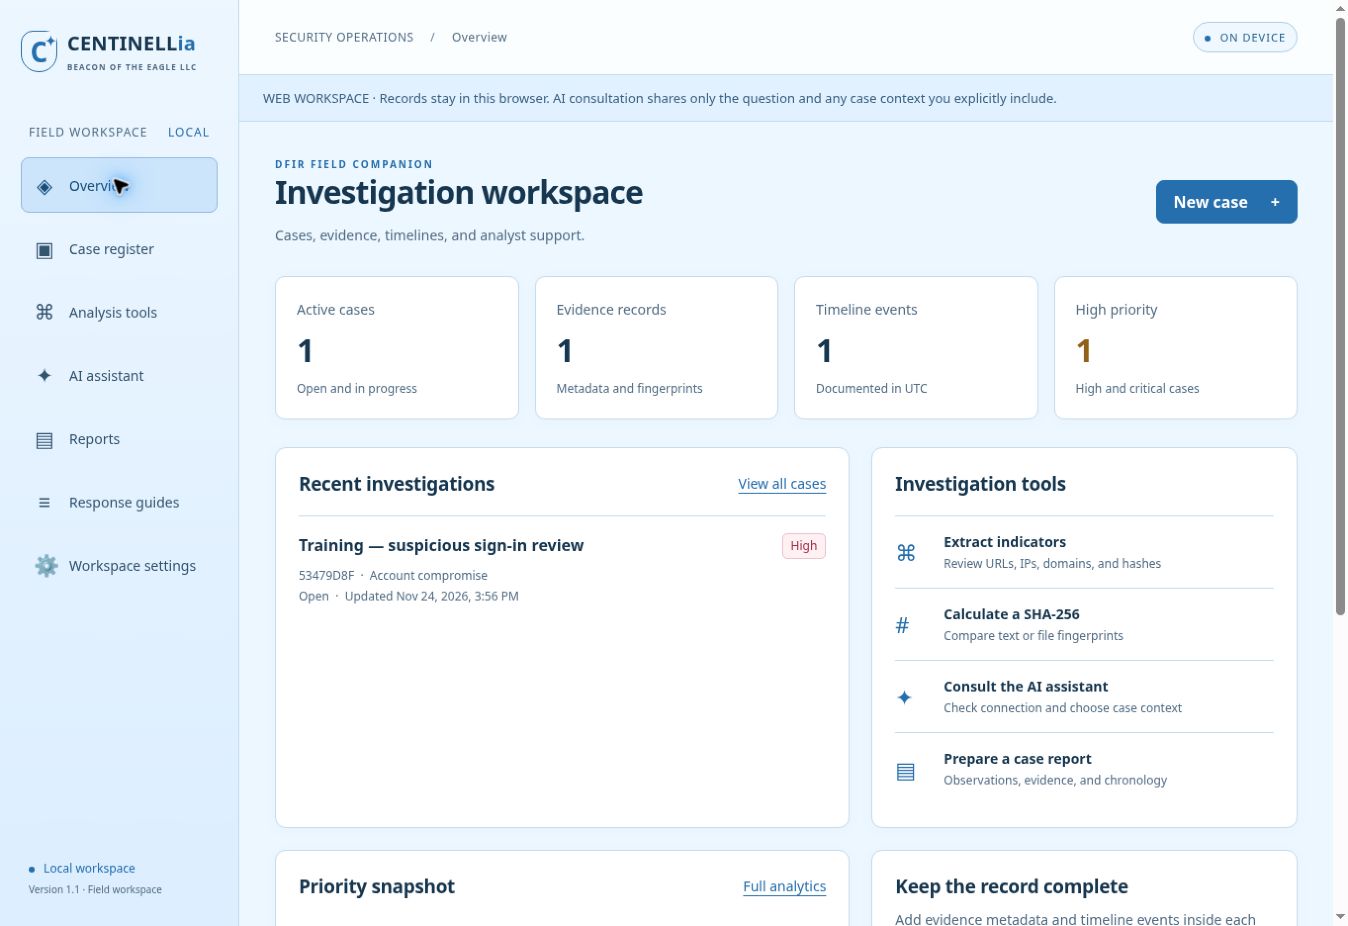 CENTINELLia
BEACON OF THE EAGLE LLC
FIELD WORKSPACE LOCAL
Overview
Case register
Analysis tools
AI assistant
Reports
Response guides
Workspace settings
Local workspace
Version 1.1 · Field workspace
SECURITY OPERATIONS / Overview
ON DEVICE
WEB WORKSPACE · Records stay in this browser. AI consultation shares only the question and any case context you explicitly include.
DFIR FIELD COMPANION
Investigation workspace
Cases, evidence, timelines, and analyst support.
New case +
Active cases
1
Open and in progress
Evidence records
1
Metadata and fingerprints
Timeline events
1
Documented in UTC
High priority
1
High and critical cases
Recent investigations
View all cases
Training — suspicious sign-in review
High
53479D8F · Account compromise
Open · Updated Nov 24, 2026, 3:56 PM
Investigation tools
Extract indicators
Review URLs, IPs, domains, and hashes
# Calculate a SHA-256
Compare text or file fingerprints
Consult the AI assistant
Check connection and choose case context
Prepare a case report
Observations, evidence, and chronology
Priority snapshot
Full analytics
Keep the record complete
Add evidence metadata and timeline events inside each